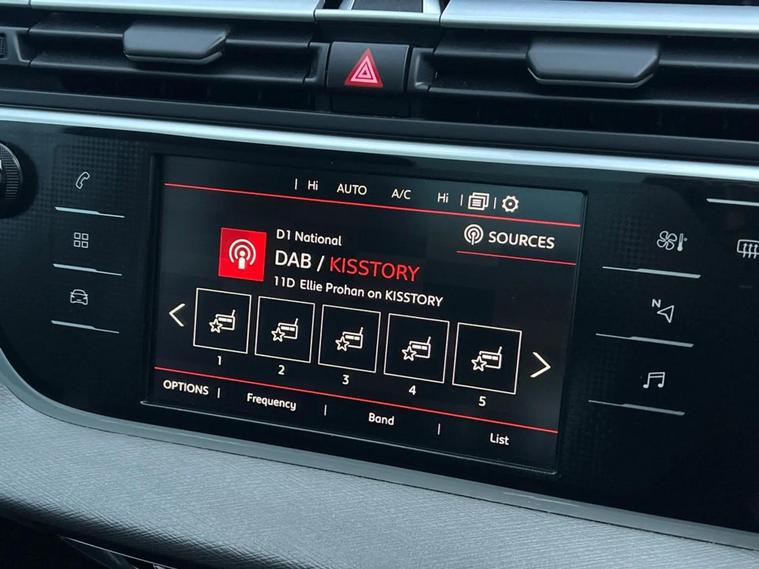 Hi AUTO A/C Hi
D1 National
SOURCES
DAB / KISSTORY
11D Ellie Prohan on KISSTORY
1 2 3 4 5
OPTIONS Frequency Band List
N